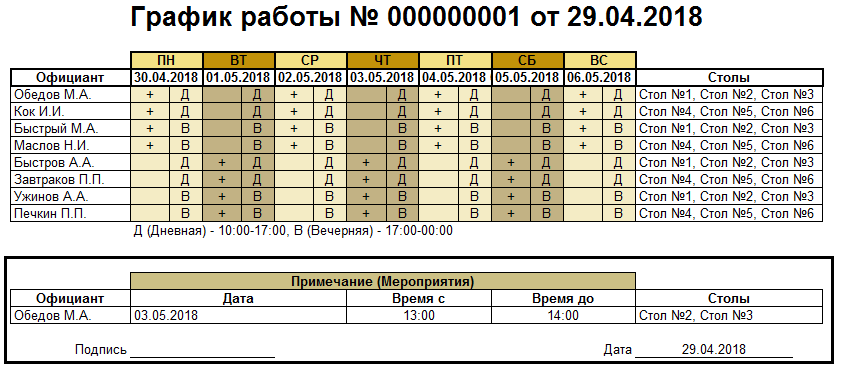 График работы № 000000001 от 29.04.2018
ПН ВТ СР ЧТ ПТ СБ ВС
Официант 30.04.2018 01.05.2018 02.05.2018 03.05.2018 04.05.2018 05.05.2018 06.05.2018 Столы
Обедов М.А. + Д Д + Д Д + Д Д + Д Стол №1, Стол №2, Стол №3
Кок И.И. + Д Д + Д Д + Д Д + Д Стол №4, Стол №5, Стол №6
Быстрый М.А. + В В + В В + В В + В Стол №1, Стол №2, Стол №3
Маслов Н.И. + В В + В В + В В + В Стол №4, Стол №5, Стол №6
Быстров А.А. Д + Д Д + Д Д + Д Д Стол №1, Стол №2, Стол №3
Завтраков П.П. Д + Д Д + Д Д + Д Д Стол №4, Стол №5, Стол №6
Ужинов А.А. В + В В + В В + В В Стол №1, Стол №2, Стол №3
Печкин П.П. В + В В + В В + В В Стол №4, Стол №5, Стол №6
Д (Дневная) - 10:00-17:00, В (Вечерняя) - 17:00-00:00
Примечание (Мероприятия)
Официант Дата Время с Время до Столы
Обедов М.А. 03.05.2018 13:00 14:00 Стол №2, Стол №3
Подпись Дата 29.04.2018